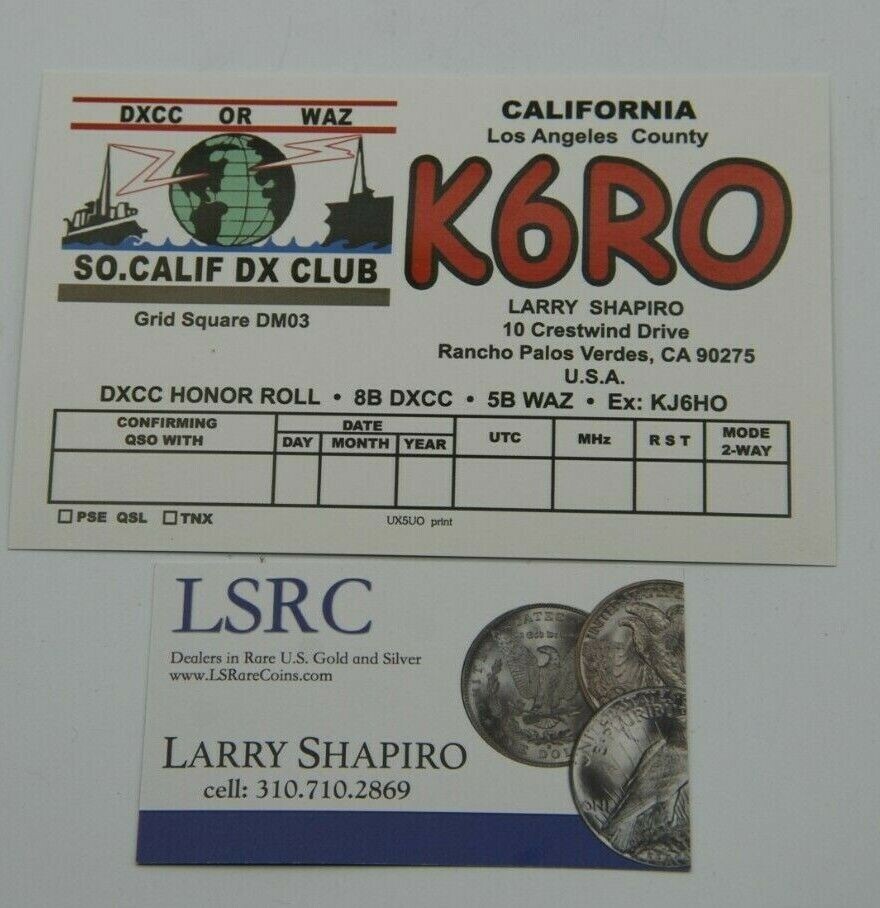 DXCC OR WAZ
SO.CALIF DX CLUB
Grid Square DM03
CALIFORNIA
Los Angeles County
K6RO
LARRY SHAPIRO
10 Crestwind Drive
Rancho Palos Verdes, CA 90275
U.S.A.
DXCC HONOR ROLL • 8B DXCC • 5B WAZ • Ex: KJ6HO
CONFIRMING
QSO WITH
DATE
DAY MONTH YEAR
UTC
MHz
R S T
MODE
2-WAY
PSE QSL TNX
UX5UO print
LSRC
Dealers in Rare U.S. Gold and Silver
www.LSRareCoins.com
LARRY SHAPIRO
cell: 310.710.2869